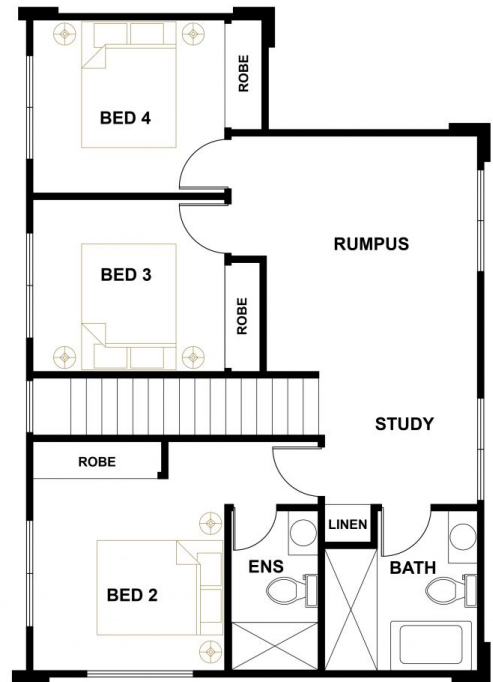 ROBE
BED 4
RUMPUS
BED 3
ROBE
STUDY
ROBE
LINEN
ENS
BATH
BED 2